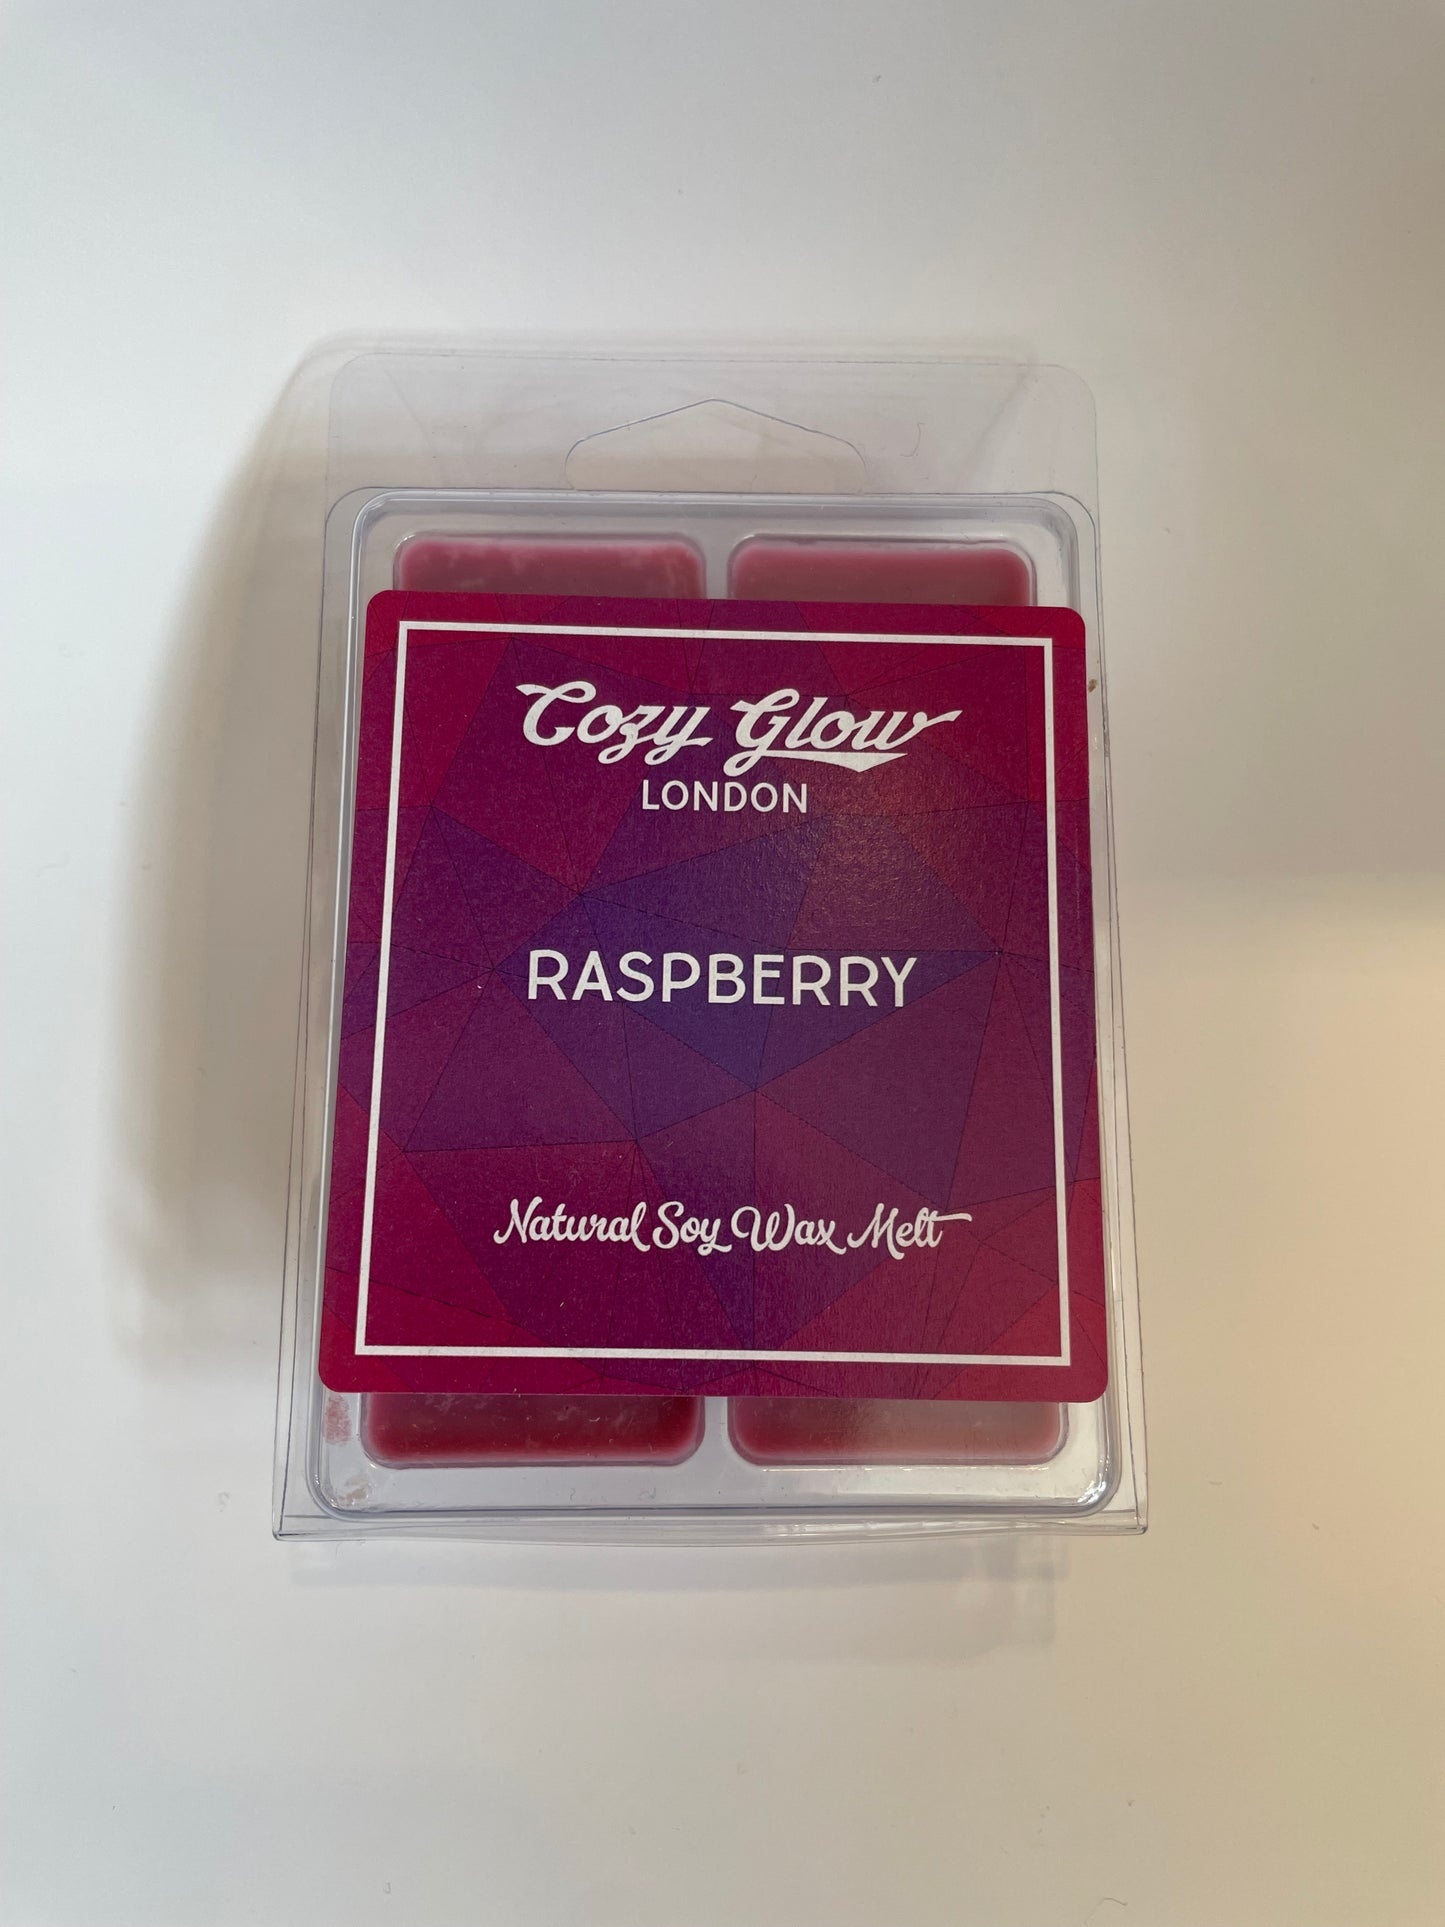 Cozy Glow
LONDON
RASPBERRY
Natural Soy Wax Melt